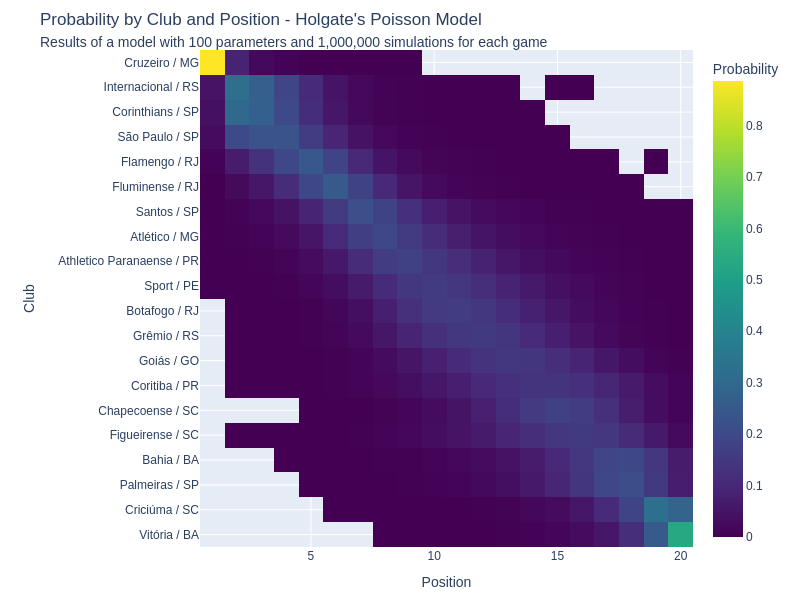 Probability by Club and Position - Holgate's Poisson Model
Results of a model with 100 parameters and 1,000,000 simulations for each game
Probability
Club
Cruzeiro / MG
Internacional / RS
Corinthians / SP
São Paulo / SP
Flamengo / RJ
Fluminense / RJ
Santos / SP
Atlético / MG
Athletico Paranaense / PR
Sport / PE
Botafogo / RJ
Grêmio / RS
Goiás / GO
Coritiba / PR
Chapecoense / SC
Figueirense / SC
Bahia / BA
Palmeiras / SP
Criciúma / SC
Vitória / BA
5 10 15 20
Position
0.8
0.7
0.6
0.5
0.4
0.3
0.2
0.1
0